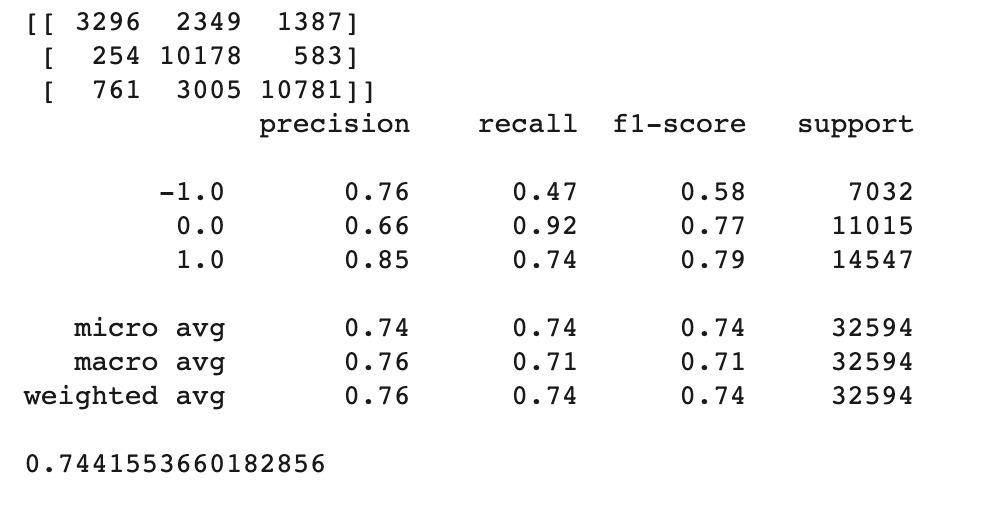 [[ 3296 2349 1387]
[ 254 10178 583]
[ 761 3005 10781]]
precision recall f1-score support
-1.0 0.76 0.47 0.58 7032
0.0 0.66 0.92 0.77 11015
1.0 0.85 0.74 0.79 14547
micro avg 0.74 0.74 0.74 32594
macro avg 0.76 0.71 0.71 32594
weighted avg 0.76 0.74 0.74 32594
0.7441553660182856